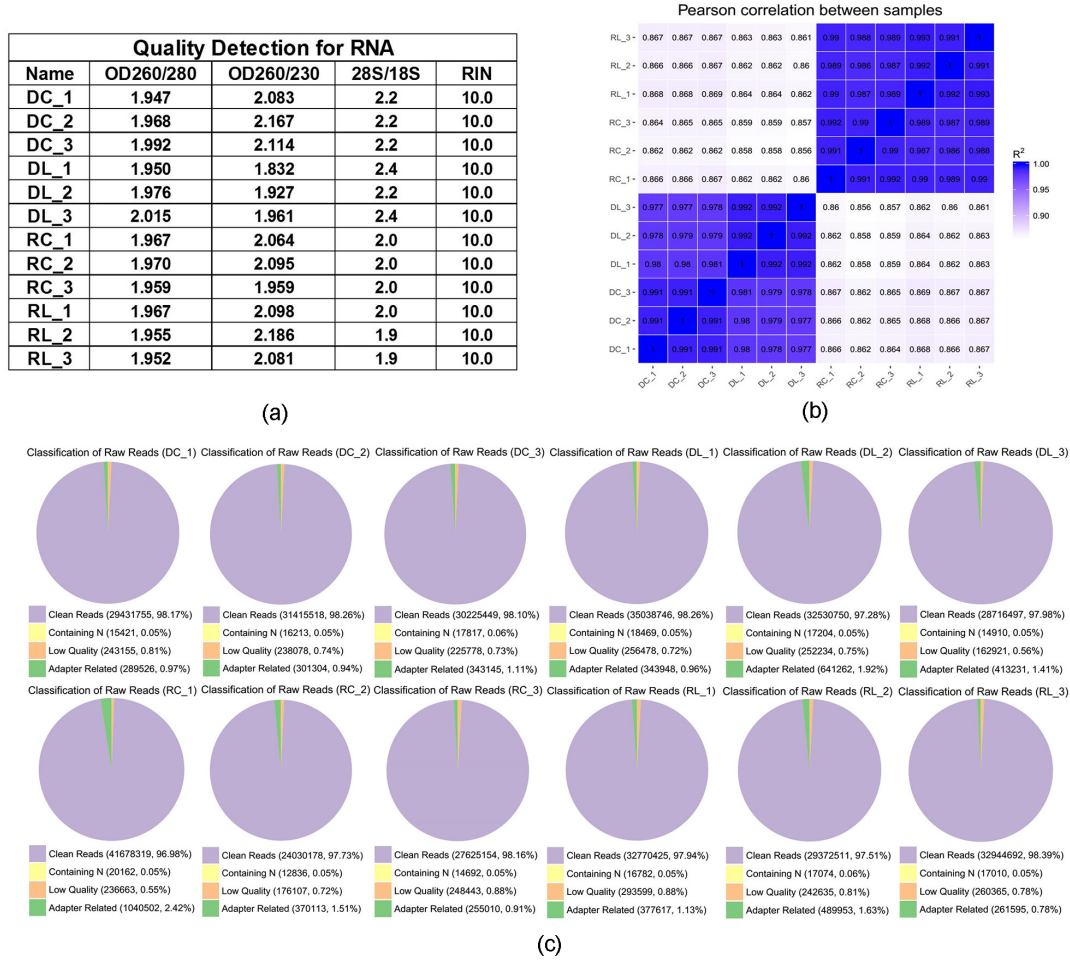 Quality Detection for RNA
Name OD260/280 OD260/230 28S/18S RIN
DC_1 1.947 2.083 2.2 10.0
DC_2 1.968 2.167 2.2 10.0
DC_3 1.992 2.114 2.2 10.0
DL_1 1.950 1.832 2.4 10.0
DL_2 1.976 1.927 2.2 10.0
DL_3 2.015 1.961 2.4 10.0
RC_1 1.967 2.064 2.0 10.0
RC_2 1.970 2.095 2.0 10.0
RC_3 1.959 1.959 2.0 10.0
RL_1 1.967 2.098 2.0 10.0
RL_2 1.955 2.186 1.9 10.0
RL_3 1.952 2.081 1.9 10.0
(a)
Pearson correlation between samples
RL_3 0.867 0.867 0.867 0.863 0.863 0.861 0.99 0.988 0.989 0.993 0.991 1
RL_2 0.866 0.866 0.867 0.862 0.862 0.86 0.989 0.986 0.987 0.992 1 0.991
RL_1 0.868 0.868 0.869 0.864 0.864 0.862 0.99 0.987 0.989 1 0.992 0.993
RC_3 0.864 0.865 0.865 0.859 0.859 0.857 0.992 0.99 1 0.989 0.987 0.989
RC_2 0.862 0.862 0.862 0.858 0.858 0.856 0.991 1 0.99 0.987 0.986 0.988
RC_1 0.866 0.866 0.867 0.862 0.862 0.86 1 0.991 0.992 0.99 0.989 0.99
DL_3 0.977 0.977 0.978 0.992 0.992 1 0.86 0.856 0.857 0.862 0.86 0.861
DL_2 0.978 0.979 0.979 0.992 1 0.992 0.862 0.858 0.859 0.864 0.862 0.863
DL_1 0.98 0.98 0.981 1 0.992 0.992 0.862 0.858 0.859 0.864 0.862 0.863
DC_3 0.991 0.991 1 0.981 0.979 0.978 0.867 0.862 0.865 0.869 0.867 0.867
DC_2 0.991 1 0.991 0.98 0.979 0.977 0.866 0.862 0.865 0.868 0.866 0.867
DC_1 1 0.991 0.991 0.98 0.978 0.977 0.866 0.862 0.864 0.868 0.866 0.867
DC_1 DC_2 DC_3 DL_1 DL_2 DL_3 RC_1 RC_2 RC_3 RL_1 RL_2 RL_3
R²
1.00
0.95
0.90
(b)
Classification of Raw Reads (DC_1)
Clean Reads (29431755, 98.17%)
Containing N (15421, 0.05%)
Low Quality (243155, 0.81%)
Adapter Related (289526, 0.97%)
Classification of Raw Reads (DC_2)
Clean Reads (31415518, 98.26%)
Containing N (16213, 0.05%)
Low Quality (238078, 0.74%)
Adapter Related (301304, 0.94%)
Classification of Raw Reads (DC_3)
Clean Reads (30225449, 98.10%)
Containing N (17817, 0.06%)
Low Quality (225778, 0.73%)
Adapter Related (343145, 1.11%)
Classification of Raw Reads (DL_1)
Clean Reads (35038746, 98.26%)
Containing N (18469, 0.05%)
Low Quality (256478, 0.72%)
Adapter Related (343948, 0.96%)
Classification of Raw Reads (DL_2)
Clean Reads (32530750, 97.28%)
Containing N (17204, 0.05%)
Low Quality (252234, 0.75%)
Adapter Related (641262, 1.92%)
Classification of Raw Reads (DL_3)
Clean Reads (28716497, 97.98%)
Containing N (14910, 0.05%)
Low Quality (162921, 0.56%)
Adapter Related (413231, 1.41%)
Classification of Raw Reads (RC_1)
Clean Reads (41678319, 96.98%)
Containing N (20162, 0.05%)
Low Quality (236663, 0.55%)
Adapter Related (1040502, 2.42%)
Classification of Raw Reads (RC_2)
Clean Reads (24030178, 97.73%)
Containing N (12836, 0.05%)
Low Quality (176107, 0.72%)
Adapter Related (370113, 1.51%)
Classification of Raw Reads (RC_3)
Clean Reads (27625154, 98.16%)
Containing N (14692, 0.05%)
Low Quality (248443, 0.88%)
Adapter Related (255010, 0.91%)
Classification of Raw Reads (RL_1)
Clean Reads (32770425, 97.94%)
Containing N (16782, 0.05%)
Low Quality (293599, 0.88%)
Adapter Related (377617, 1.13%)
Classification of Raw Reads (RL_2)
Clean Reads (29372511, 97.51%)
Containing N (17074, 0.06%)
Low Quality (242635, 0.81%)
Adapter Related (489953, 1.63%)
Classification of Raw Reads (RL_3)
Clean Reads (32944692, 98.39%)
Containing N (17010, 0.05%)
Low Quality (260365, 0.78%)
Adapter Related (261595, 0.78%)
(c)